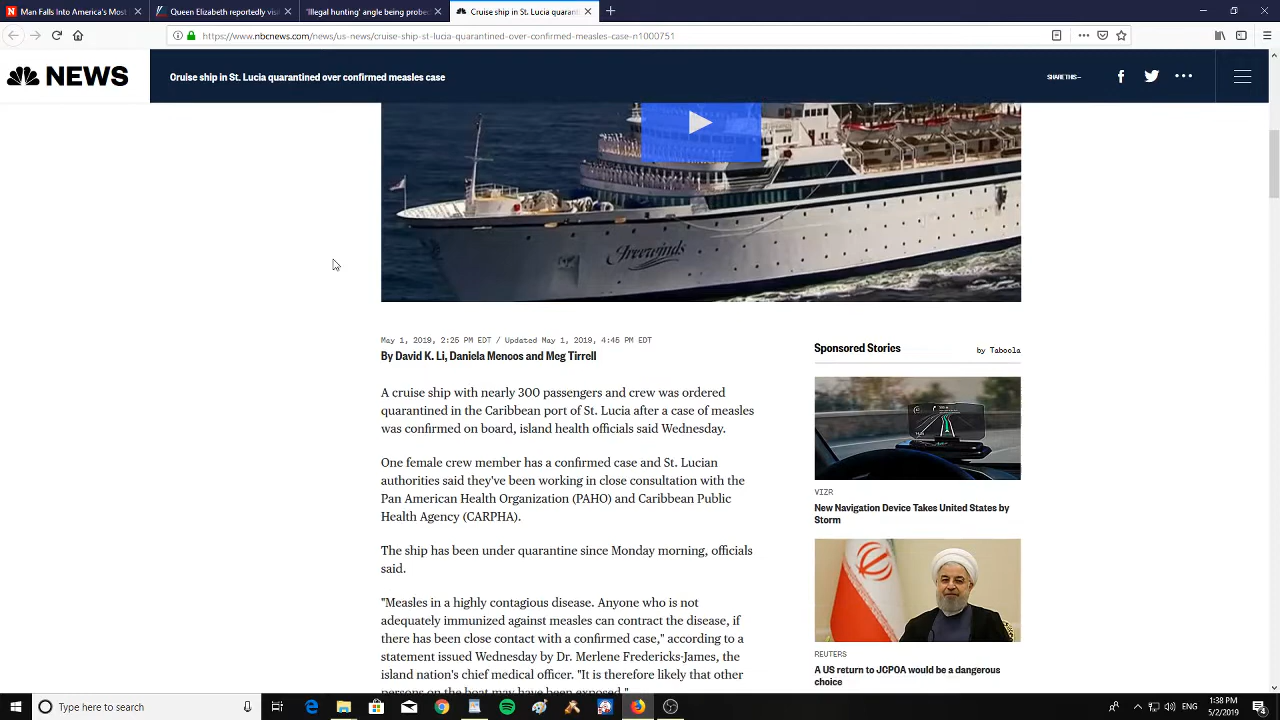 Man Falls Into America's Most
Queen Elizabeth reportedly visi
'Illegal hunting' angle being probe
Cruise ship in St. Lucia quaranti
https://www.nbcnews.com/news/us-news/cruise-ship-st-lucia-quarantined-over-confirmed-measles-case-n1000751
NEWS
Cruise ship in St. Lucia quarantined over confirmed measles case
SHARE THIS —
Freewinds
May 1, 2019, 2:25 PM EDT / Updated May 1, 2019, 4:45 PM EDT
By David K. Li, Daniela Mencos and Meg Tirrell
A cruise ship with nearly 300 passengers and crew was ordered
quarantined in the Caribbean port of St. Lucia after a case of measles
was confirmed on board, island health officials said Wednesday.
One female crew member has a confirmed case and St. Lucian
authorities said they've been working in close consultation with the
Pan American Health Organization (PAHO) and Caribbean Public
Health Agency (CARPHA).
The ship has been under quarantine since Monday morning, officials
said.
"Measles in a highly contagious disease. Anyone who is not
adequately immunized against measles can contract the disease, if
there has been close contact with a confirmed case," according to a
statement issued Wednesday by Dr. Merlene Fredericks-James, the
island nation's chief medical officer. "It is therefore likely that other
persons on the boat may have been exposed."
Sponsored Stories
by Taboola
VIZR
New Navigation Device Takes United States by
Storm
REUTERS
A US return to JCPOA would be a dangerous
choice
Type here to search
ENG
1:38 PM
5/2/2019